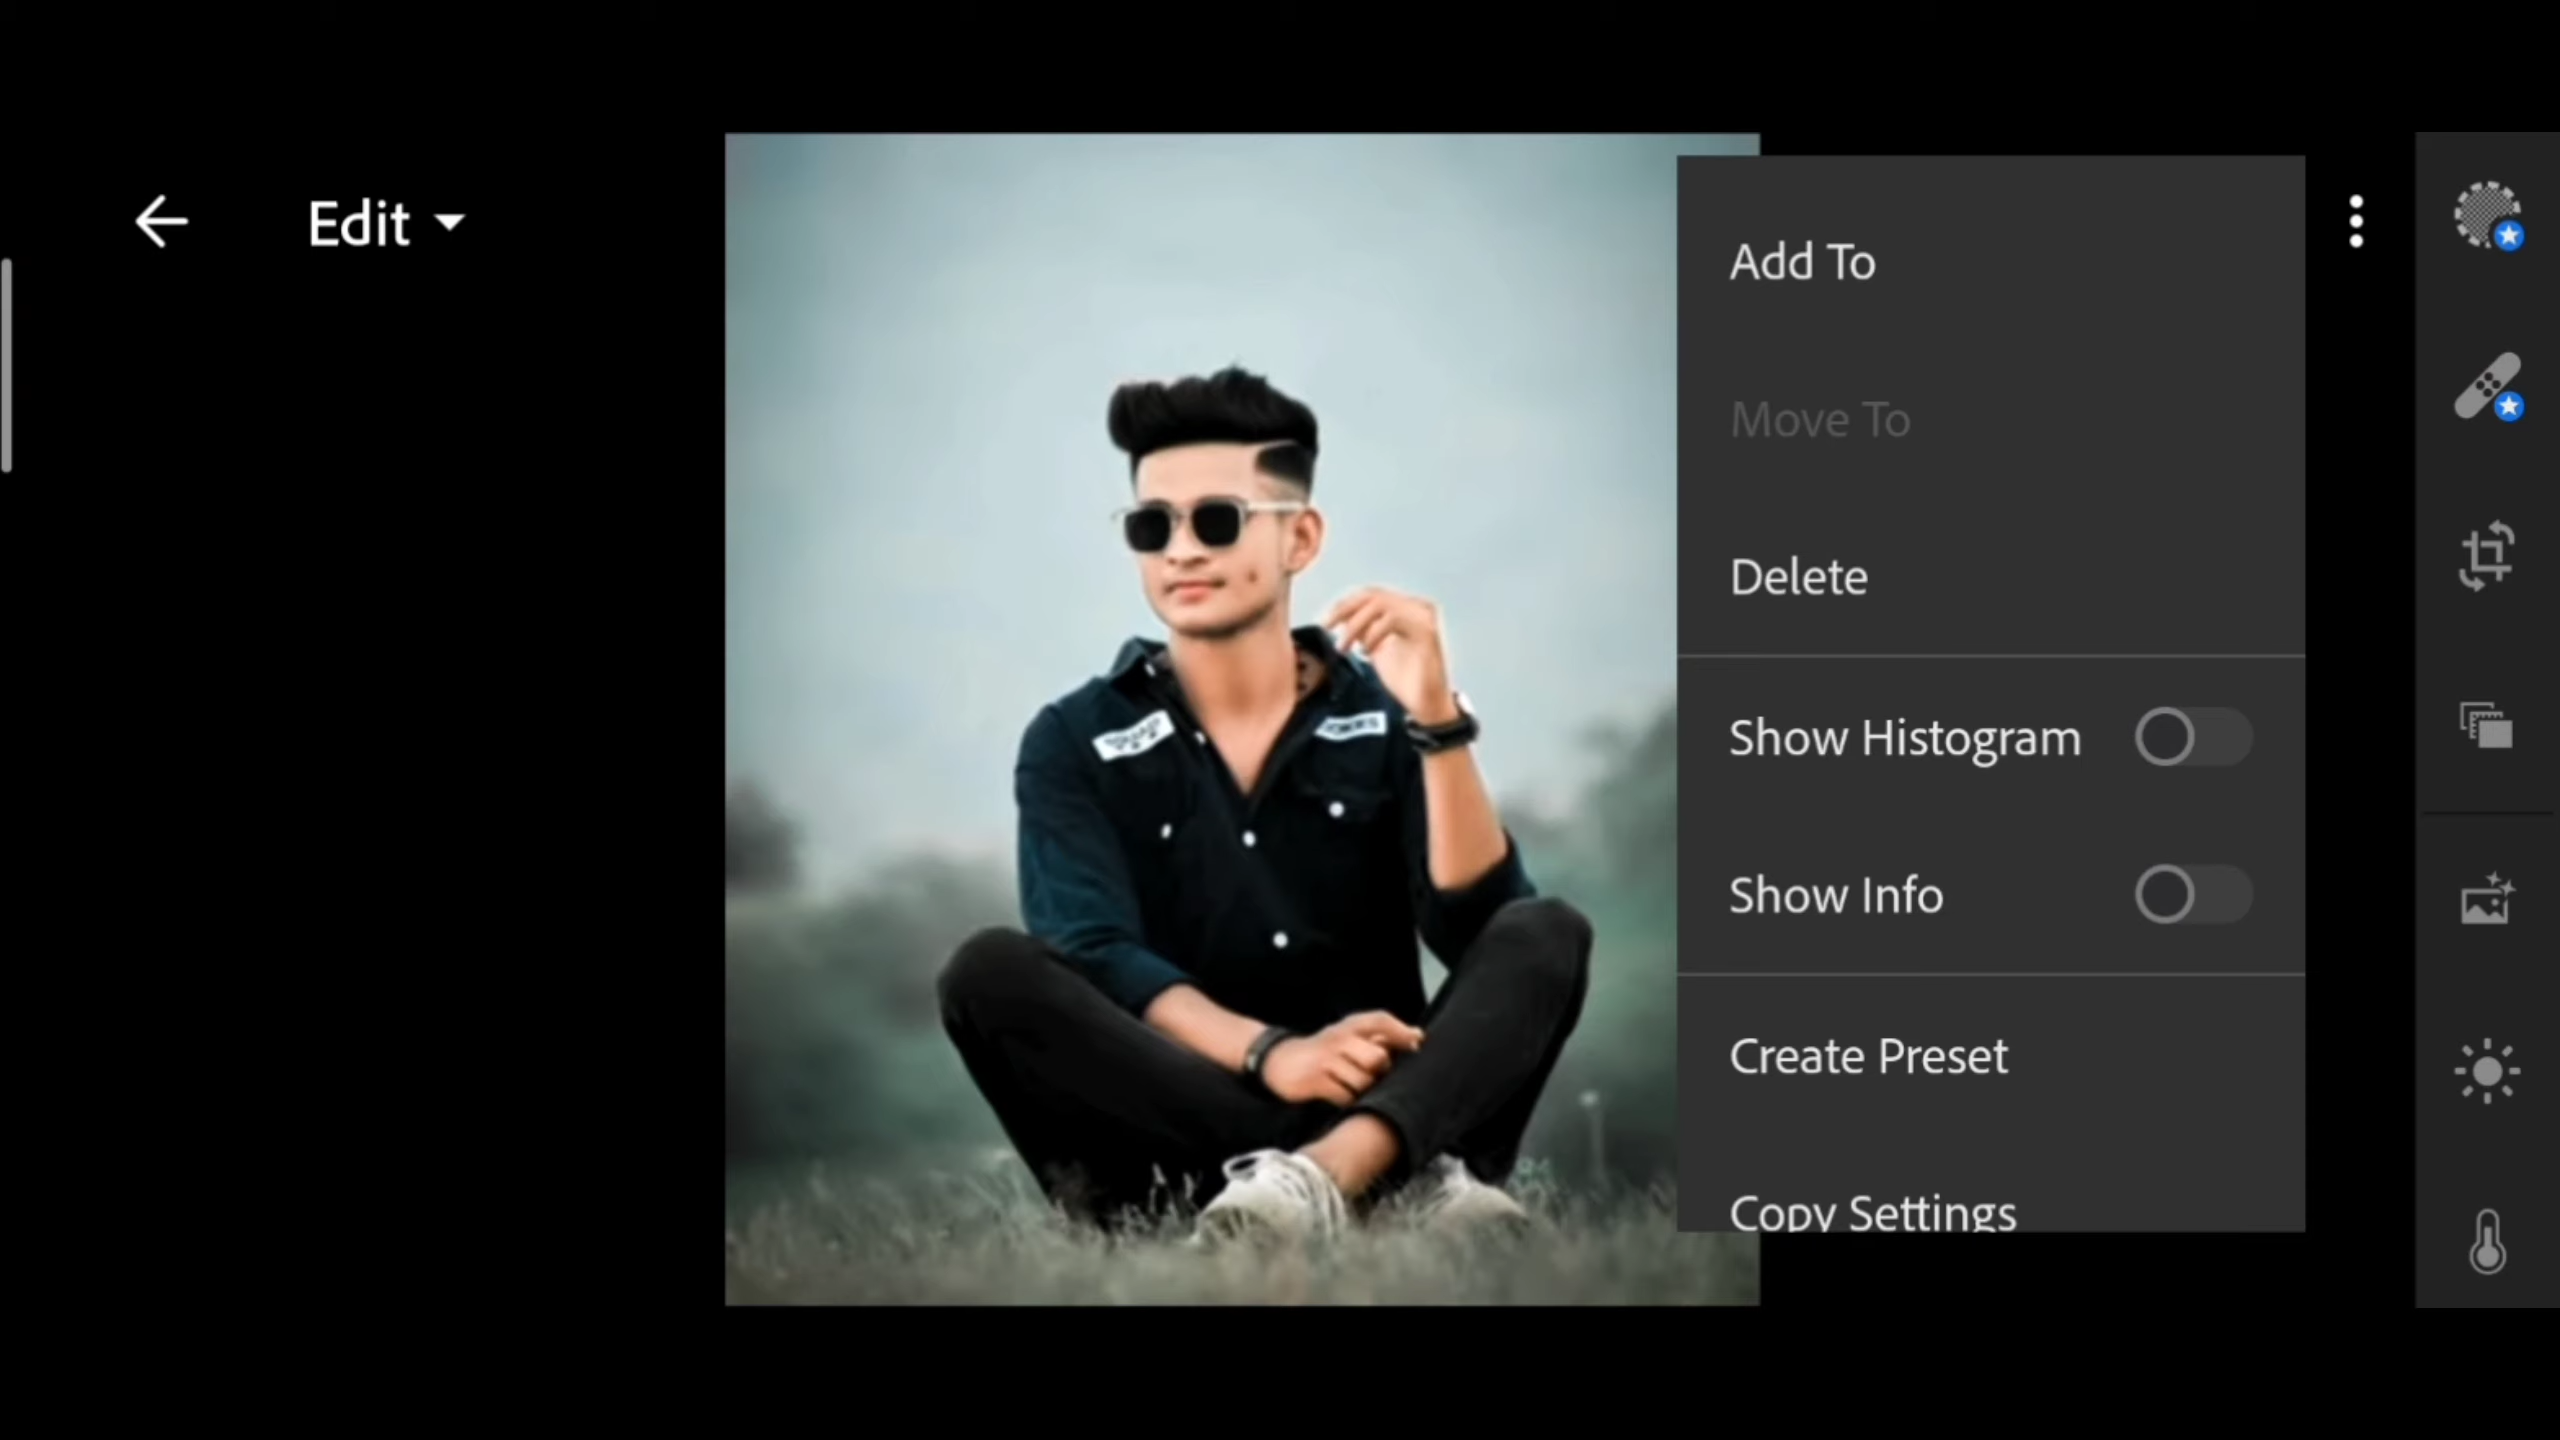 Edit
Add To
Move To
Delete
Show Histogram
Show Info
Create Preset
Copy Settings